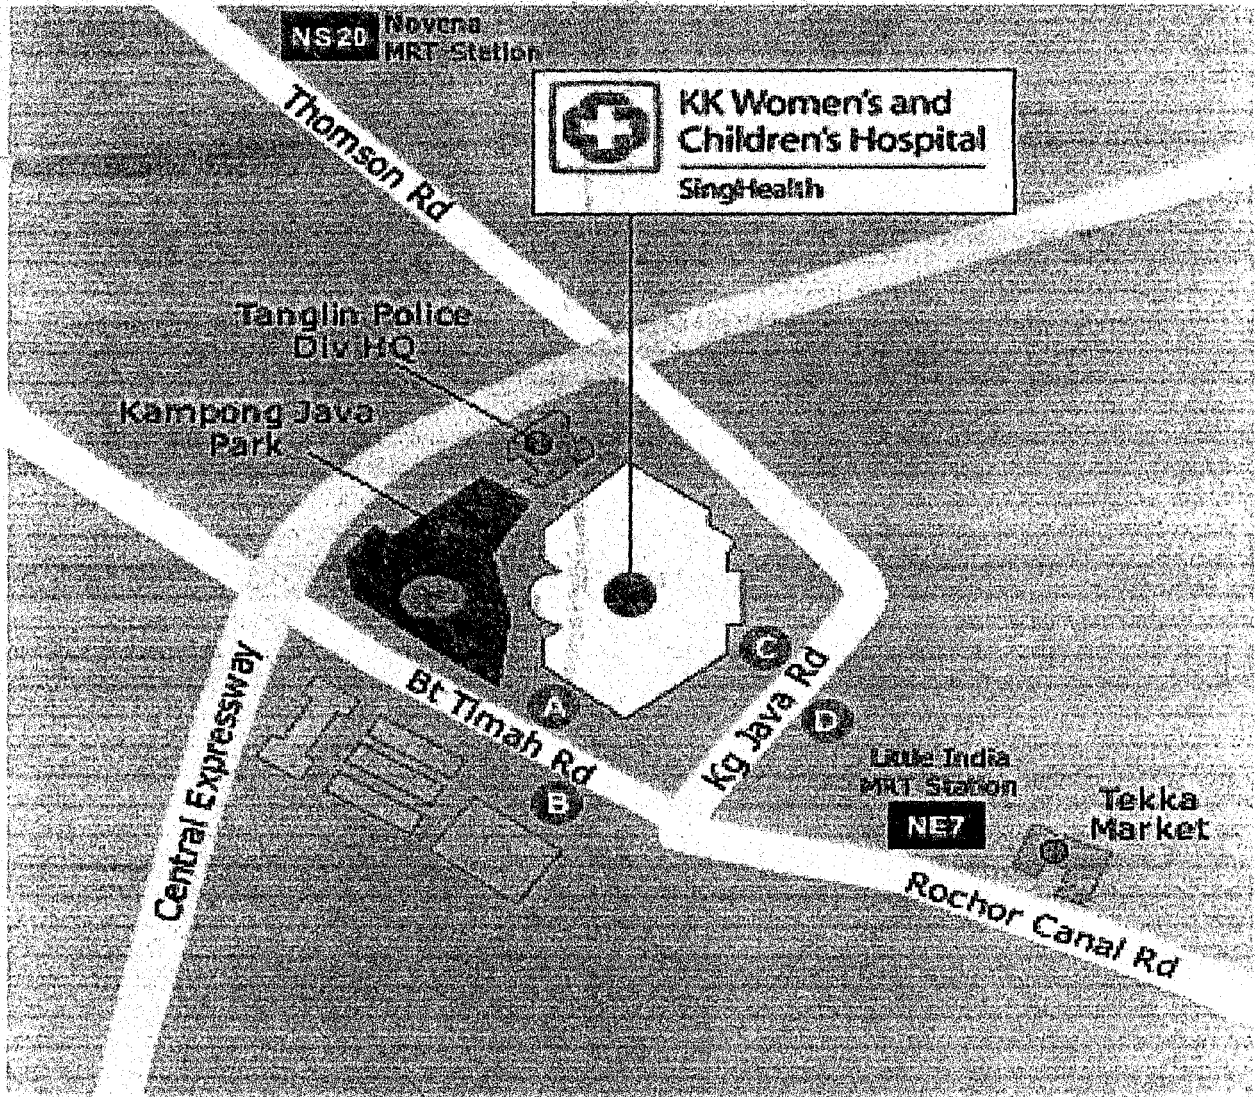 NS20
Novena
MRT Station
KK Women's and
Children's Hospital
SingHealth
Thomson Rd
Tanglin Police
Div HQ
Kampong Java
Park
C
A
Bt Timah Rd
Kg Java Rd
D
B
Central Expressway
Little India
MRT Station
NE7
Tekka
Market
Rochor Canal Rd